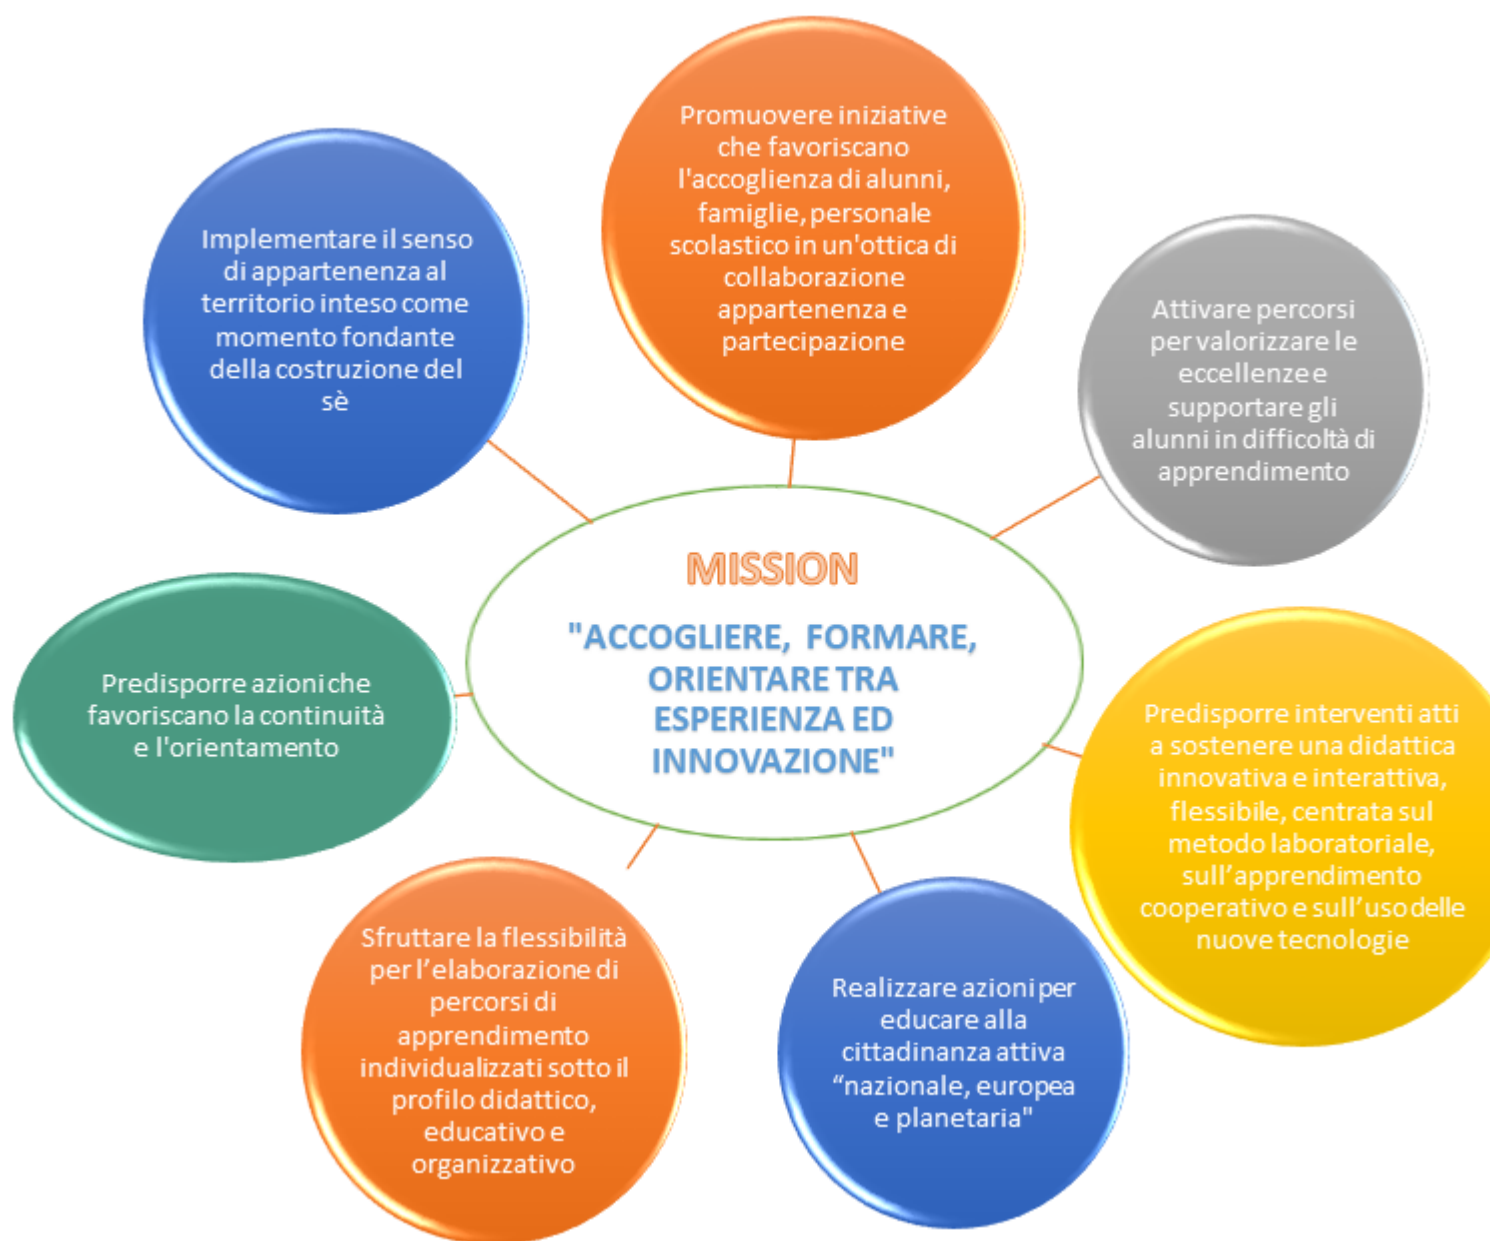 Promuovere iniziative
che favoriscano
l'accoglienza di alunni,
famiglie, personale
scolastico in un'ottica di
collaborazione
appartenenza e
partecipazione
Implementare il senso
di appartenenza al
territorio inteso come
momento fondante
della costruzione del
sè
Attivare percorsi
per valorizzare le
eccellenze e
supportare gli
alunni in difficoltà di
apprendimento
MISSION
"ACCOGLIERE, FORMARE,
ORIENTARE TRA
ESPERIENZA ED
INNOVAZIONE"
Predisporre azioni che
favoriscano la continuità
e l'orientamento
Predisporre interventi atti
a sostenere una didattica
innovativa e interattiva,
flessibile, centrata sul
metodo laboratoriale,
sull’apprendimento
cooperativo e sull’uso delle
nuove tecnologie
Sfruttare la flessibilità
per l’elaborazione di
percorsi di
apprendimento
individualizzati sotto il
profilo didattico,
educativo e
organizzativo
Realizzare azioni per
educare alla
cittadinanza attiva
“nazionale, europea
e planetaria"